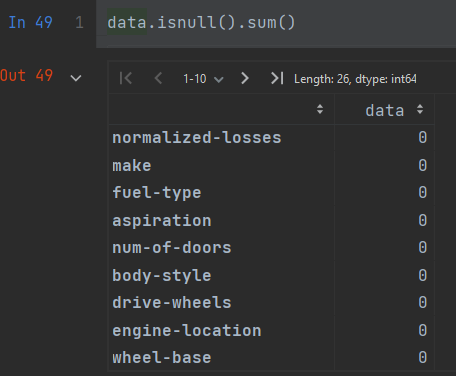 In 49 1 data.isnull().sum()
Out 49 1-10 Length: 26, dtype: int64
data
normalized-losses 0
make 0
fuel-type 0
aspiration 0
num-of-doors 0
body-style 0
drive-wheels 0
engine-location 0
wheel-base 0